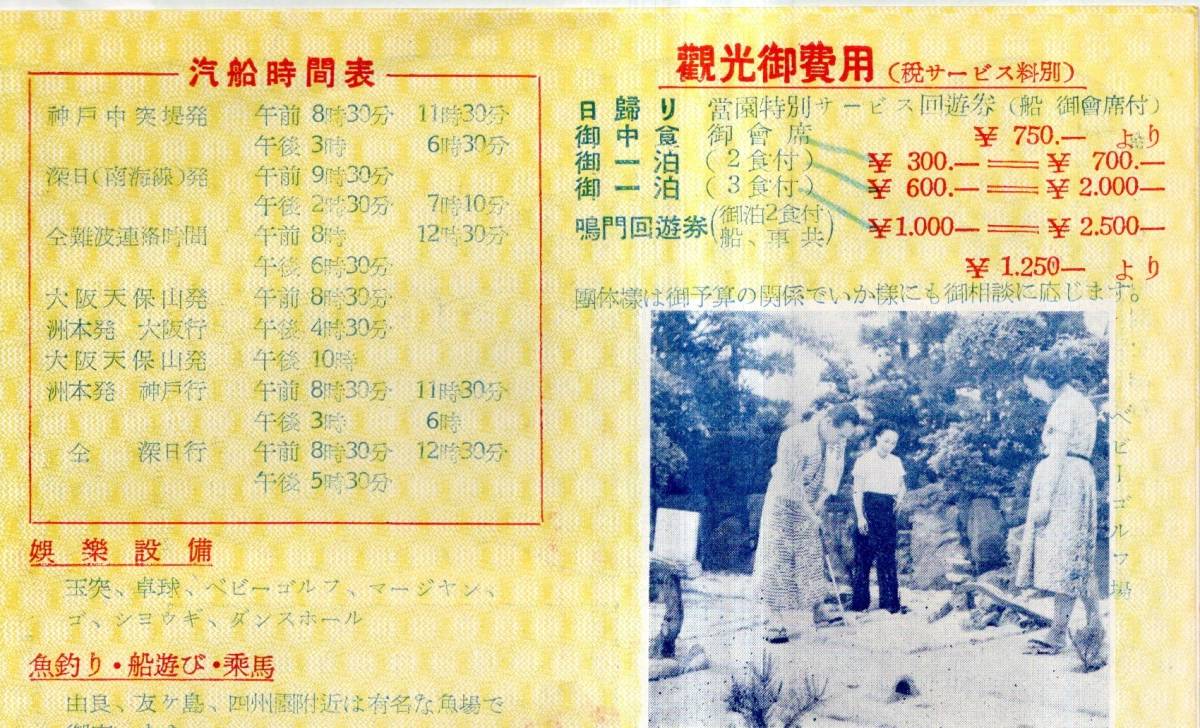 汽船時間表
神戸中突堤発 午前 8時30分 11時30分
午後 3時 6時30分
深日(南海線)発 午前 9時30分
午後 2時30分 7時10分
仝難波連絡時間 午前 8時 12時30分
午後 6時30分
大阪天保山発 午前 8時30分
洲本発 大阪行 午後 4時30分
大阪天保山発 午後 10時
洲本発 神戸行 午前 8時30分 11時30分
午後 3時 6時
仝 深日行 午前 8時30分 12時30分
午後 5時30分
娯樂設備
玉突、卓球、ベビーゴルフ、マージヤン、
ゴ、シヨウギ、ダンスホール
魚釣り・船遊び・乗馬
由良、友ケ島、四州園附近は有名な魚場で
觀光御費用(税サービス料別)
日歸り 當園特別サービス回遊券(船 御會席付)
御中食 御會席 ¥750.― より
御一泊(2食付) ¥300.―＝¥700.―
御一泊(3食付) ¥600.―＝¥2.000―
鳴門回遊券(御泊2食付 船、車共) ¥1.000―＝¥2.500―
¥1.250― より
團体様は御予算の関係でいか様にも御相談に応じます。
ベビーゴルフ場